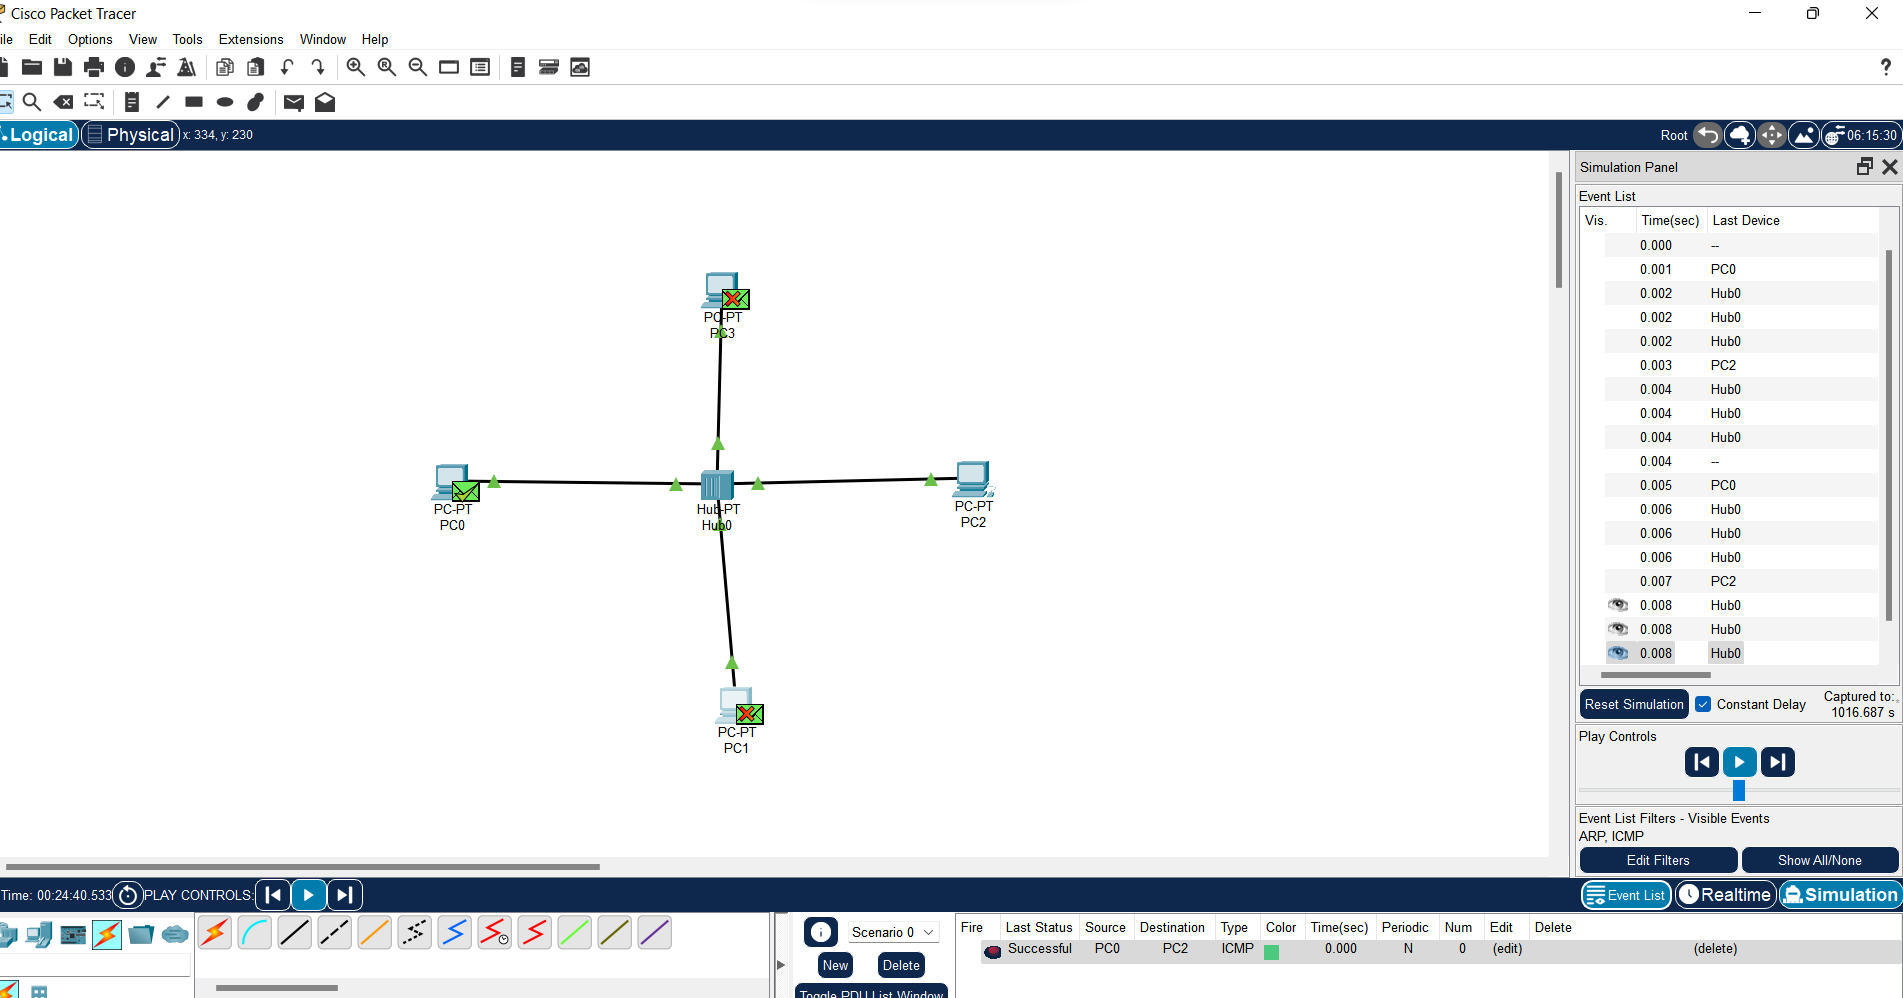 Cisco Packet Tracer
ile Edit Options View Tools Extensions Window Help
Logical Physical x: 334, y: 230
Root 06:15:30
Simulation Panel
Event List
Vis. Time(sec) Last Device
0.000 --
0.001 PC0
0.002 Hub0
0.002 Hub0
0.002 Hub0
0.003 PC2
0.004 Hub0
0.004 Hub0
0.004 Hub0
0.004 --
0.005 PC0
0.006 Hub0
0.006 Hub0
0.006 Hub0
0.007 PC2
0.008 Hub0
0.008 Hub0
0.008 Hub0
PC-PT
PC3
PC-PT
PC0
Hub-PT
Hub0
PC-PT
PC2
PC-PT
PC1
Reset Simulation Constant Delay Captured to:
1016.687 s
Play Controls
Event List Filters - Visible Events
ARP, ICMP
Edit Filters Show All/None
Time: 00:24:40.533 PLAY CONTROLS:
Event List Realtime Simulation
Scenario 0
New Delete
Toggle PDU List Window
Fire Last Status Source Destination Type Color Time(sec) Periodic Num Edit Delete
Successful PC0 PC2 ICMP 0.000 N 0 (edit) (delete)